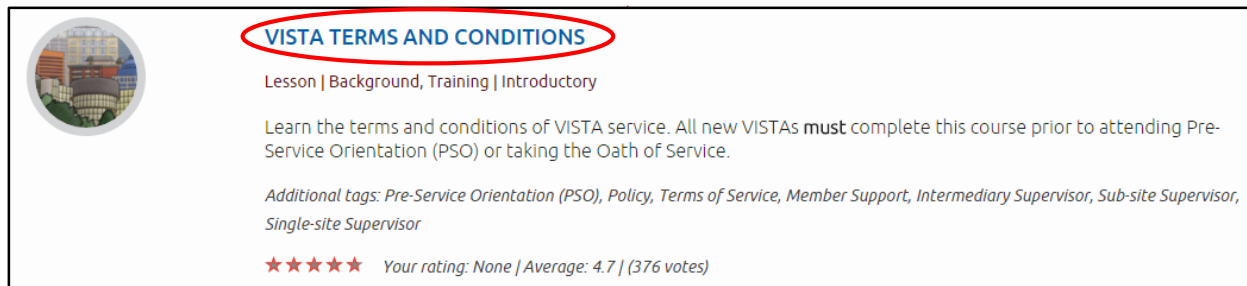 VISTA TERMS AND CONDITIONS
Lesson | Background, Training | Introductory
Learn the terms and conditions of VISTA service. All new VISTAs must complete this course prior to attending Pre-
Service Orientation (PSO) or taking the Oath of Service.
Additional tags: Pre-Service Orientation (PSO), Policy, Terms of Service, Member Support, Intermediary Supervisor, Sub-site Supervisor,
Single-site Supervisor
Your rating: None | Average: 4.7 | (376 votes)